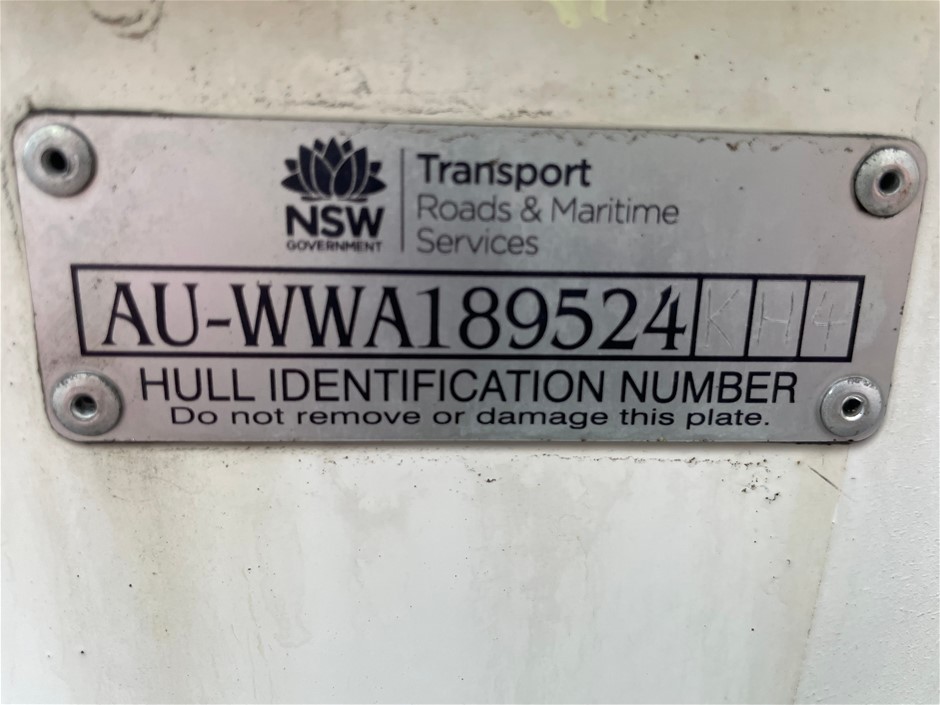 NSW
GOVERNMENT
Transport
Roads & Maritime
Services
AU-WWA189524KH4
HULL IDENTIFICATION NUMBER
Do not remove or damage this plate.